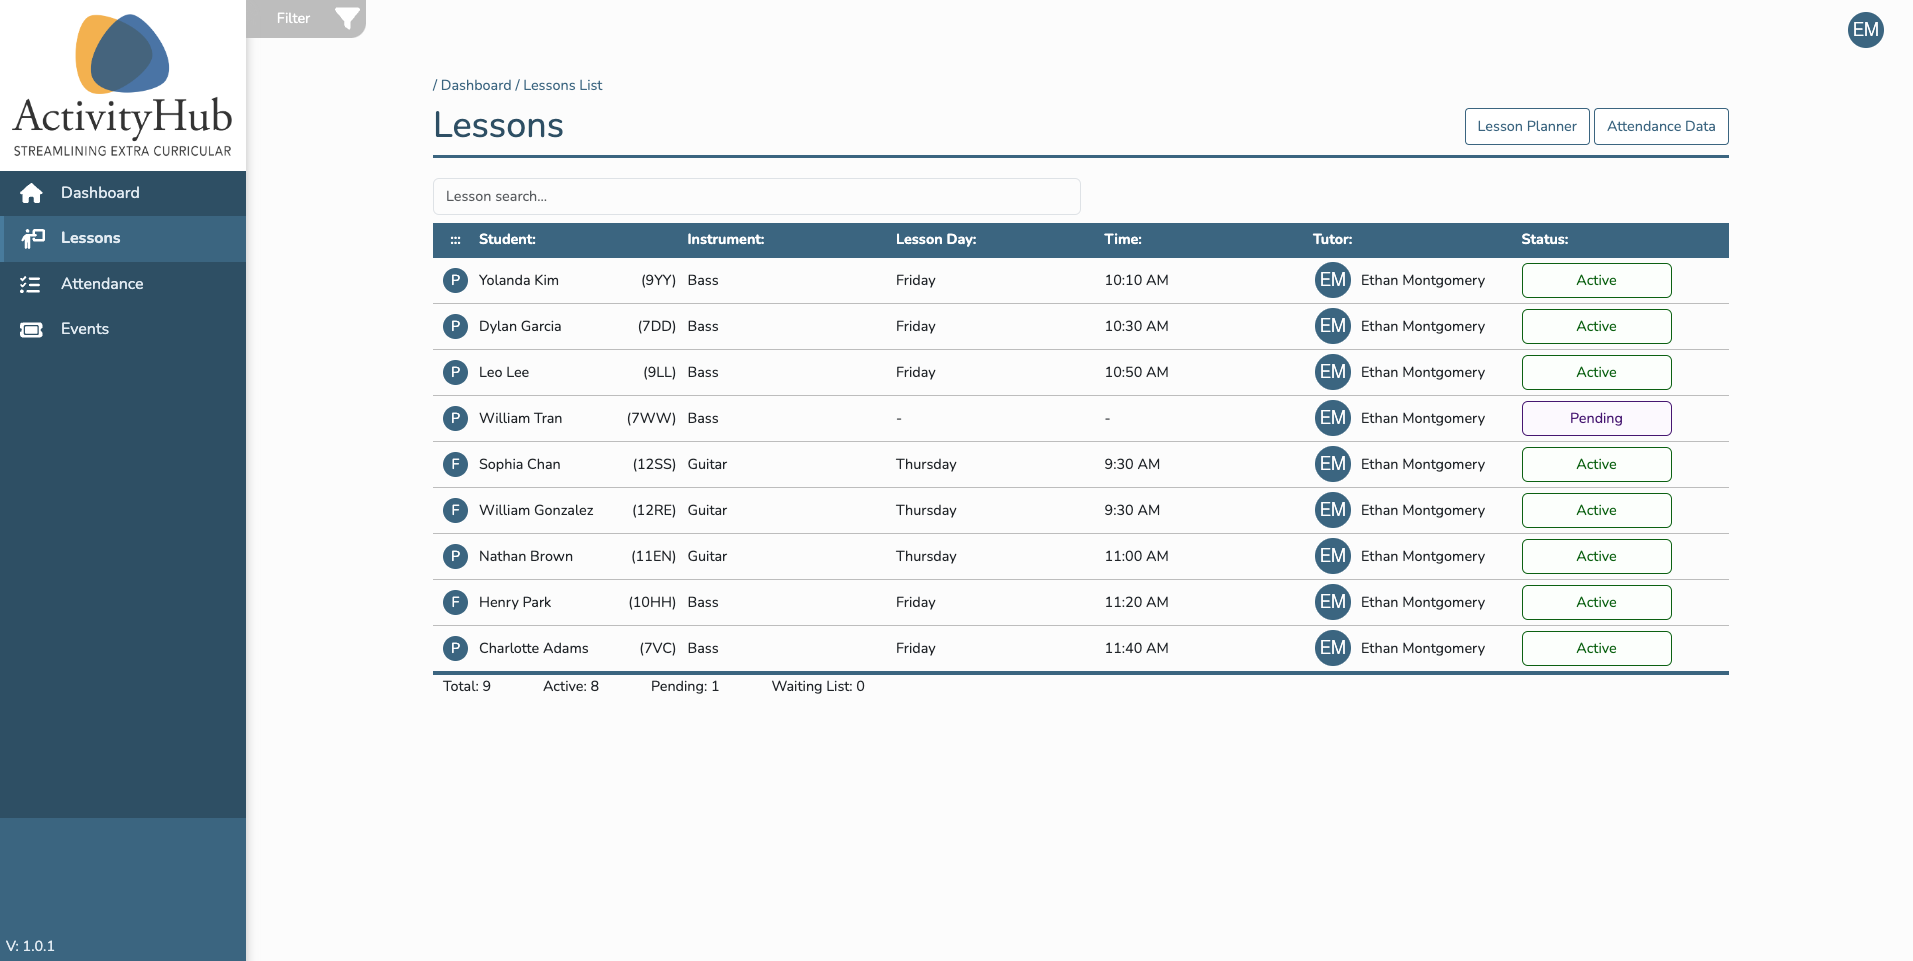 Filter
EM
ActivityHub
STREAMLINING EXTRA CURRICULAR
Dashboard
Lessons
Attendance
Events
V: 1.0.1
/ Dashboard / Lessons List
Lessons
Lesson Planner Attendance Data
Lesson search...
::: Student: Instrument: Lesson Day: Time: Tutor: Status:
P Yolanda Kim (9YY) Bass Friday 10:10 AM EM Ethan Montgomery Active
P Dylan Garcia (7DD) Bass Friday 10:30 AM EM Ethan Montgomery Active
P Leo Lee (9LL) Bass Friday 10:50 AM EM Ethan Montgomery Active
P William Tran (7WW) Bass - - EM Ethan Montgomery Pending
F Sophia Chan (12SS) Guitar Thursday 9:30 AM EM Ethan Montgomery Active
F William Gonzalez (12RE) Guitar Thursday 9:30 AM EM Ethan Montgomery Active
P Nathan Brown (11EN) Guitar Thursday 11:00 AM EM Ethan Montgomery Active
F Henry Park (10HH) Bass Friday 11:20 AM EM Ethan Montgomery Active
P Charlotte Adams (7VC) Bass Friday 11:40 AM EM Ethan Montgomery Active
Total: 9 Active: 8 Pending: 1 Waiting List: 0